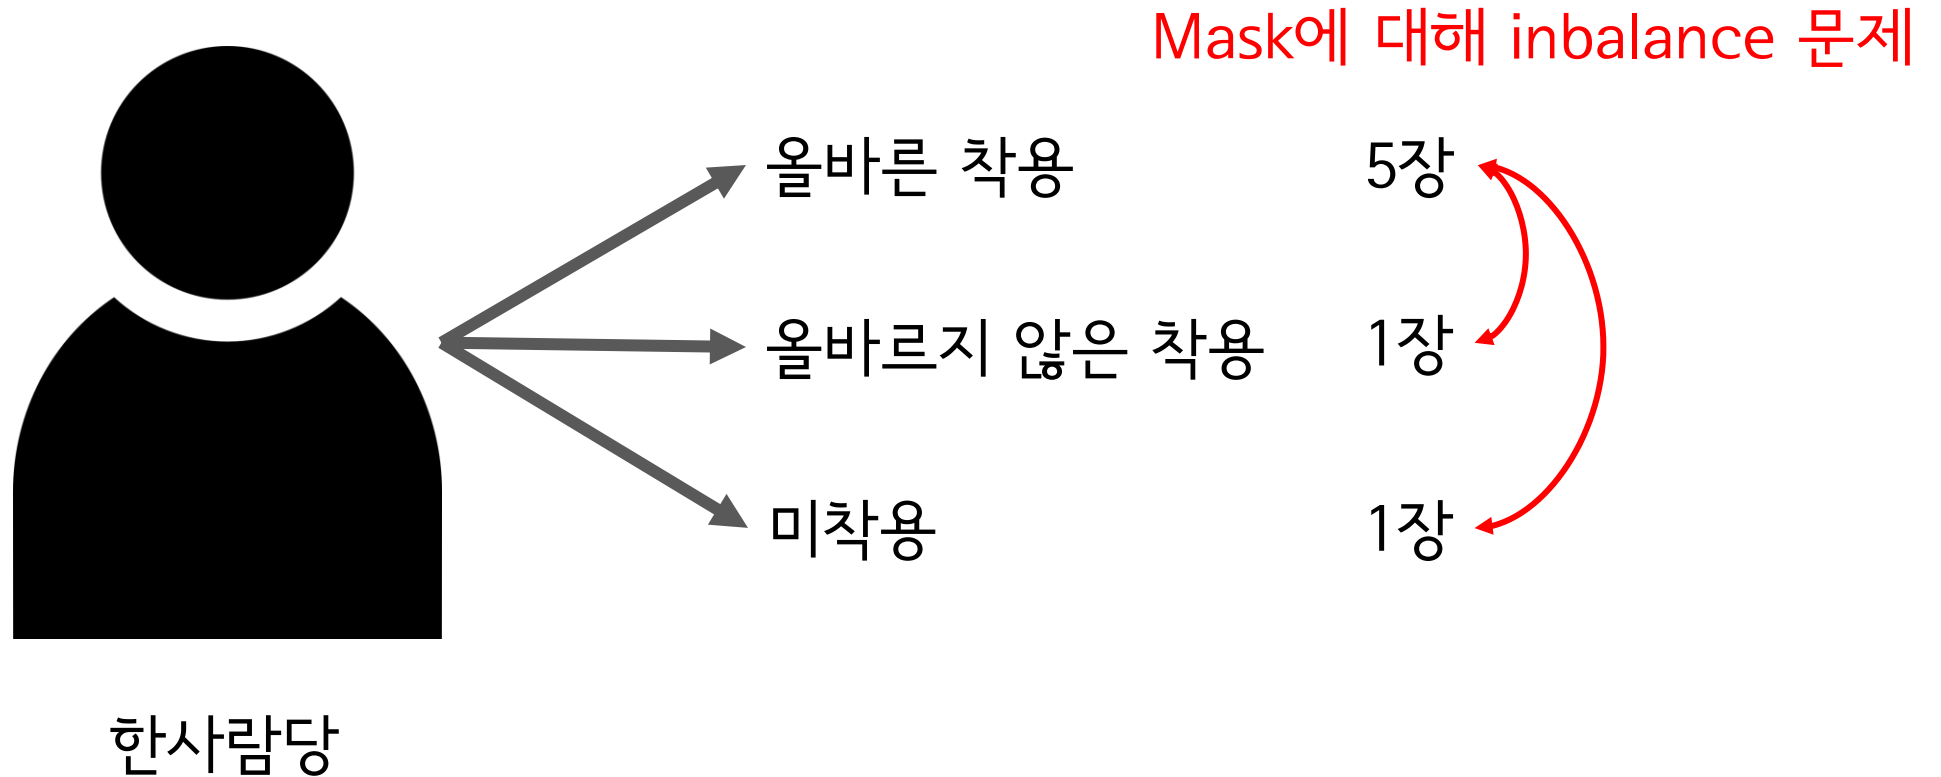 Mask에 대해 inbalance 문제
올바른 착용 5장
올바르지 않은 착용 1장
미착용 1장
한사람당